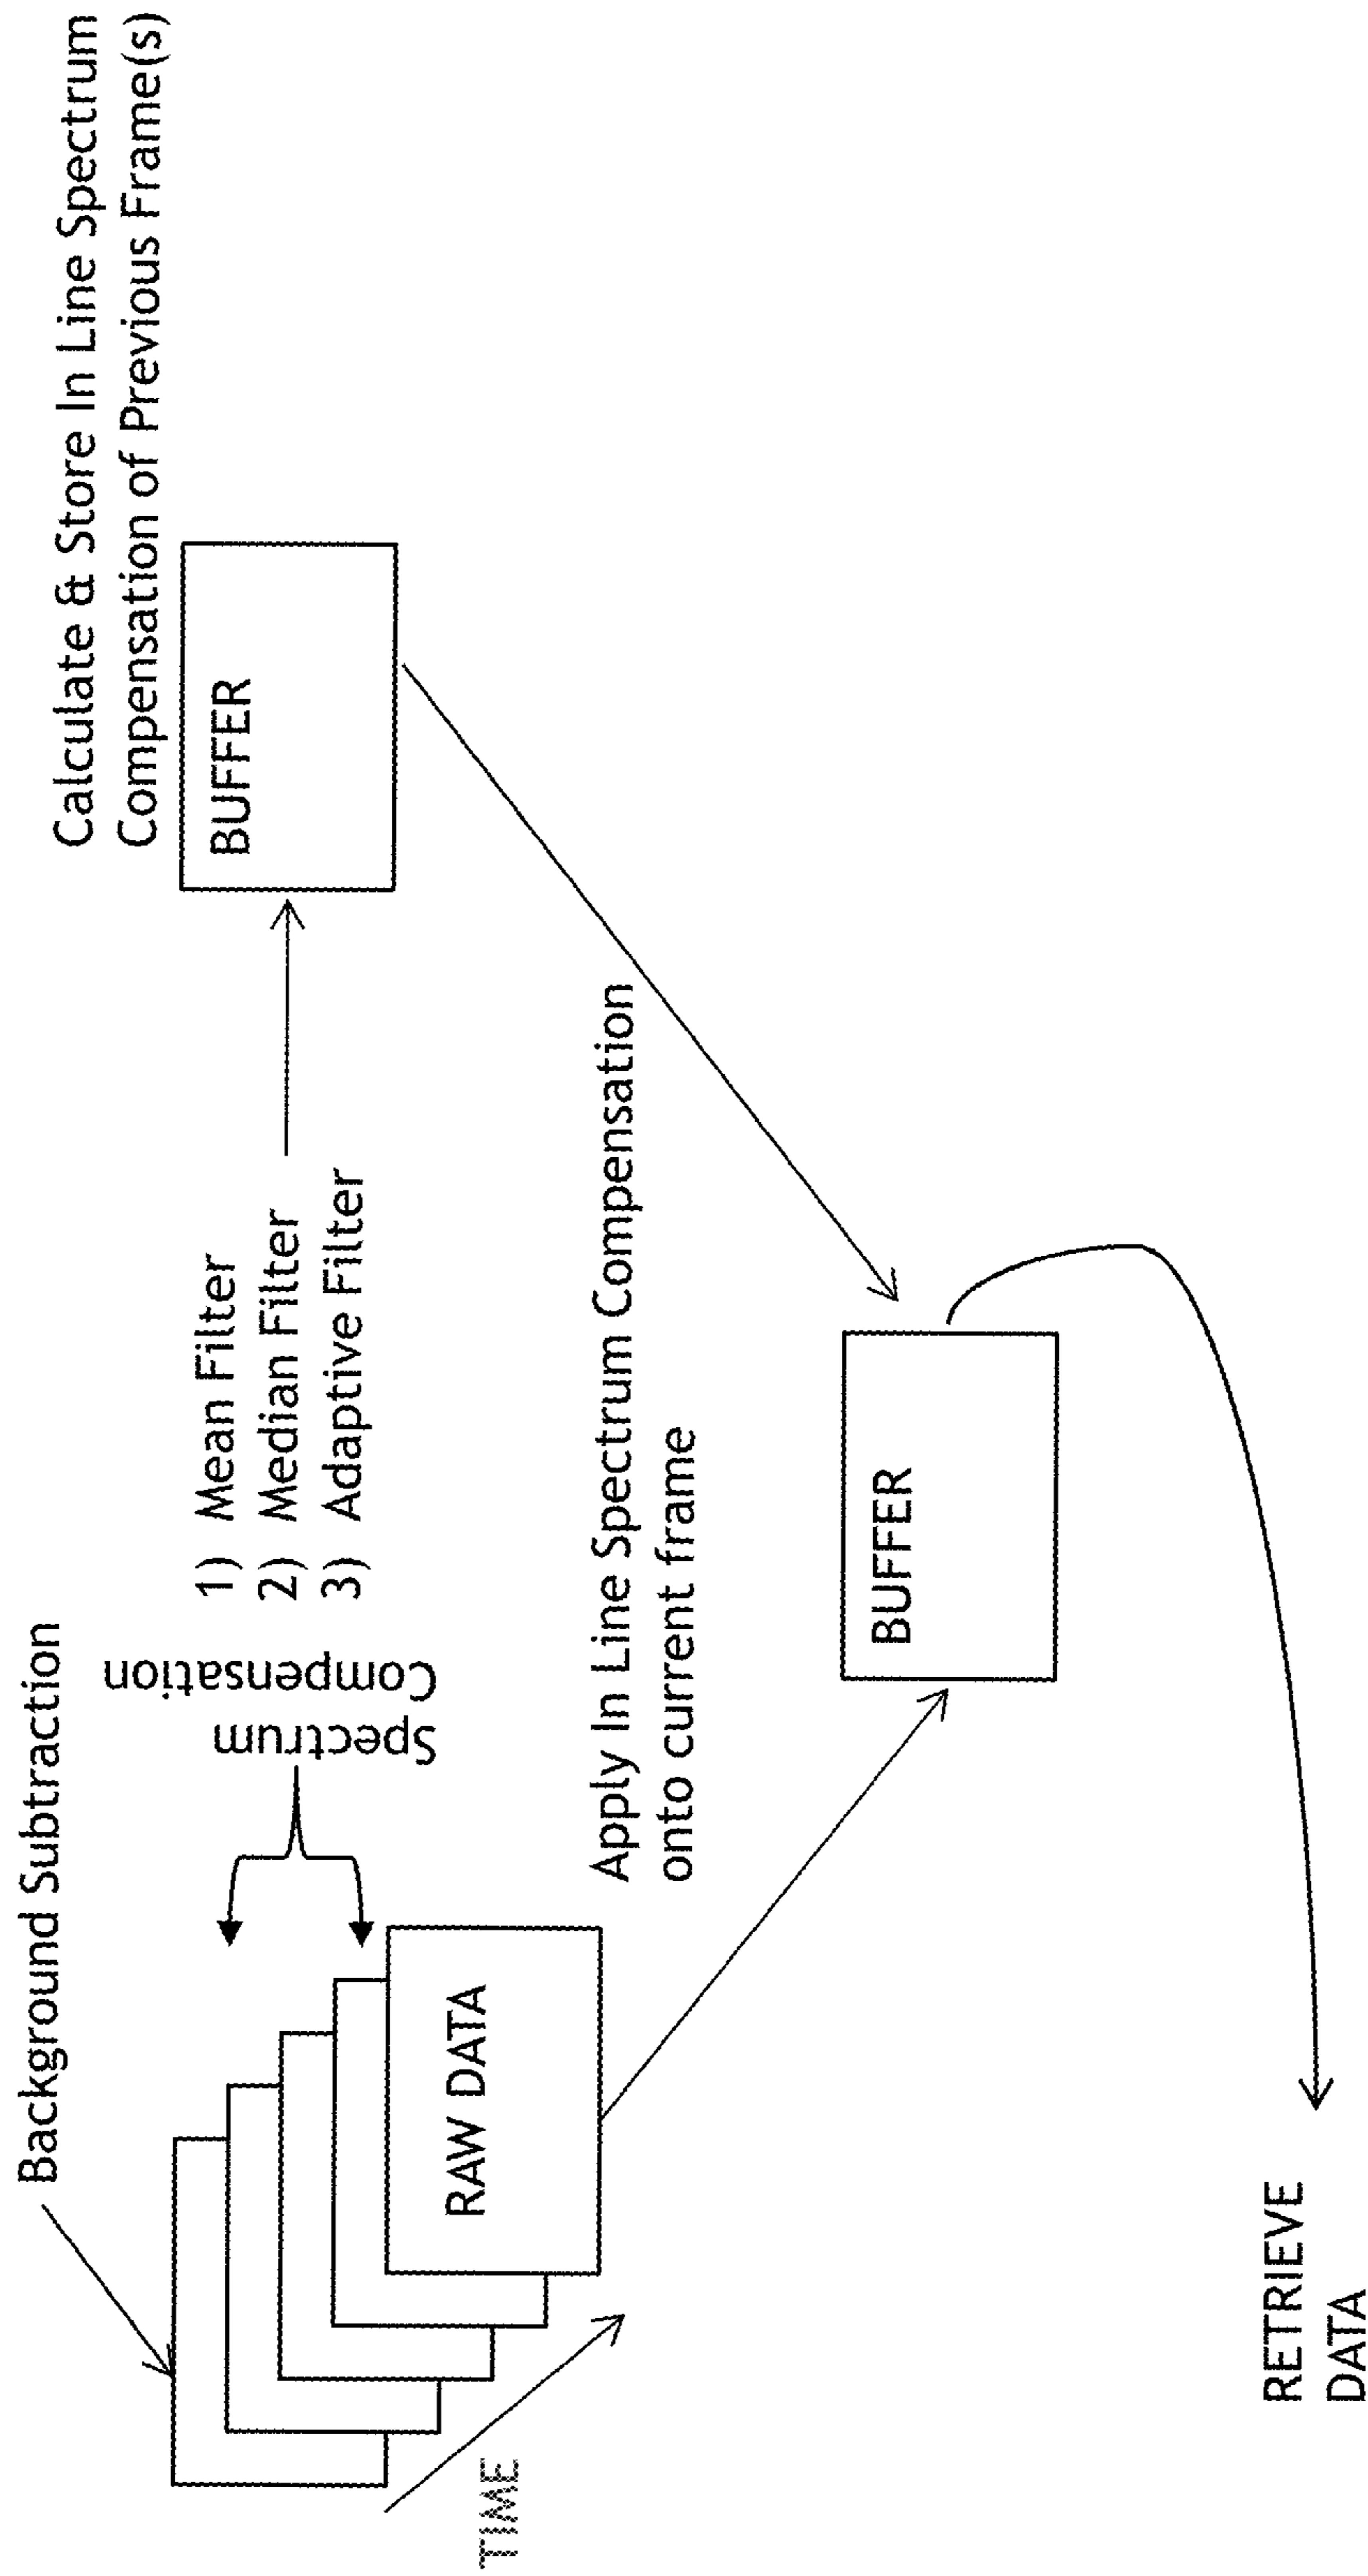 Background Subtraction
Calculate & Store In Line Spectrum
Compensation of Previous Frame(s)
Spectrum
Compensation
1) Mean Filter
2) Median Filter
3) Adaptive Filter
BUFFER
RAW DATA
TIME
Apply In Line Spectrum Compensation
onto current frame
BUFFER
RETRIEVE
DATA